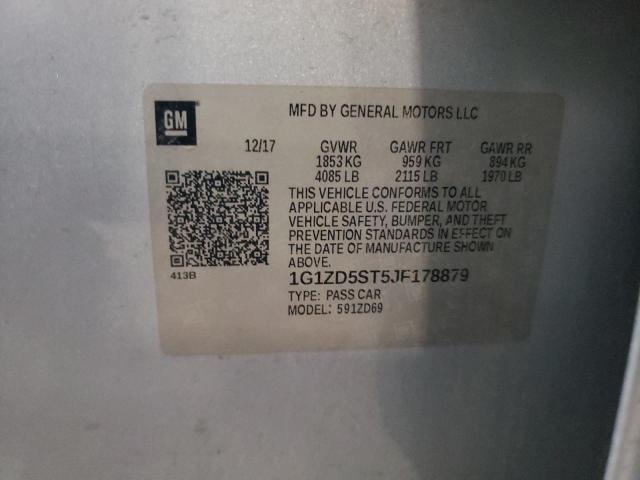 GM
MFD BY GENERAL MOTORS LLC
12/17 GVWR GAWR FRT GAWR RR
1853 KG 959 KG 894 KG
4085 LB 2115 LB 1970 LB
THIS VEHICLE CONFORMS TO ALL
APPLICABLE U.S. FEDERAL MOTOR
VEHICLE SAFETY, BUMPER, AND THEFT
PREVENTION STANDARDS IN EFFECT ON
THE DATE OF MANUFACTURE SHOWN
ABOVE.
413B
1G1ZD5ST5JF178879
TYPE: PASS CAR
MODEL: 591ZD69